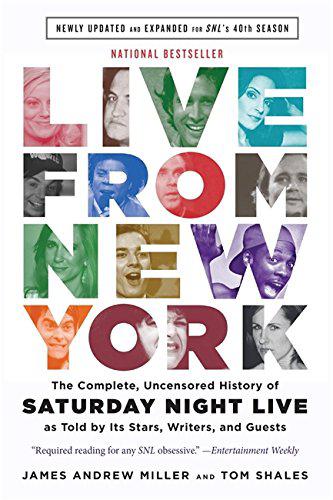 NEWLY UPDATED AND EXPANDED FOR SNL's 40TH SEASON
NATIONAL BESTSELLER
LIVE
FROM
NEW
YORK
The Complete, Uncensored History of
SATURDAY NIGHT LIVE
as Told by Its Stars, Writers, and Guests
"Required reading for any SNL obsessive." —Entertainment Weekly
JAMES ANDREW MILLER AND TOM SHALES